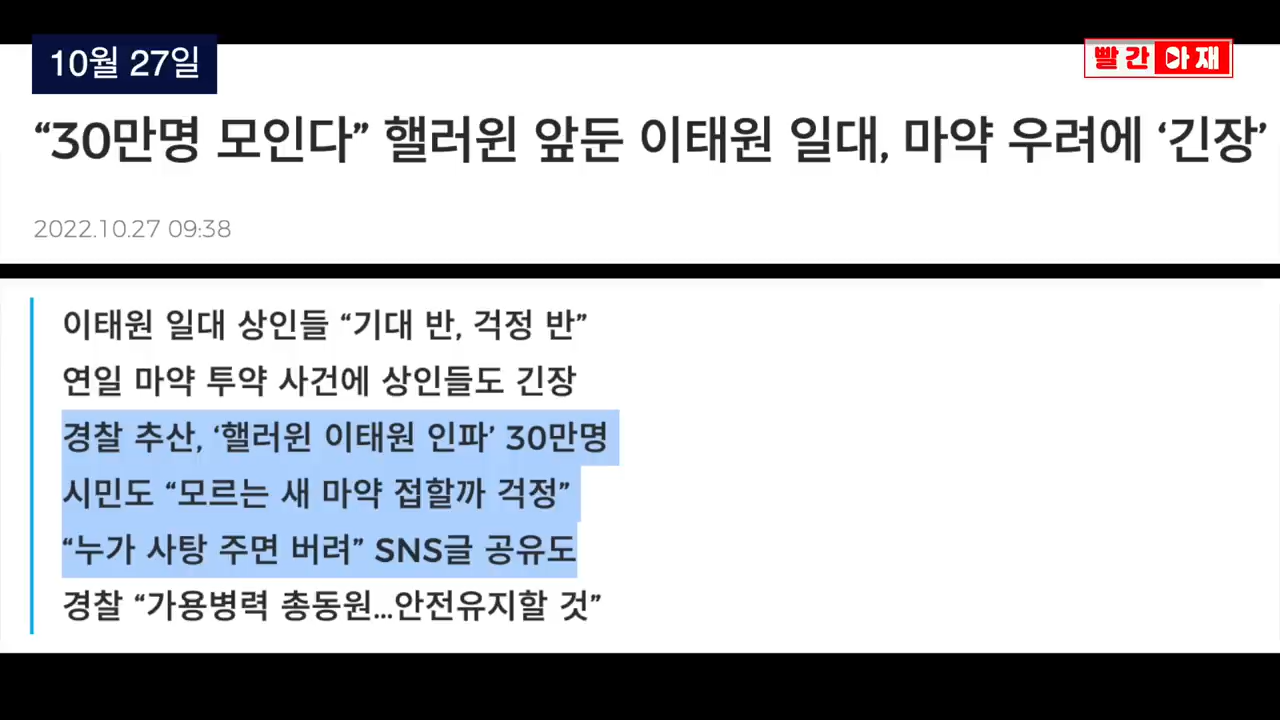 10월 27일
빨간아재
“30만명 모인다” 핼러윈 앞둔 이태원 일대, 마약 우려에 ‘긴장’
2022.10.27 09:38
이태원 일대 상인들 “기대 반, 걱정 반”
연일 마약 투약 사건에 상인들도 긴장
경찰 추산, ‘핼러윈 이태원 인파’ 30만명
시민도 “모르는 새 마약 접할까 걱정”
“누가 사탕 주면 버려” SNS글 공유도
경찰 “가용병력 총동원...안전유지할 것”